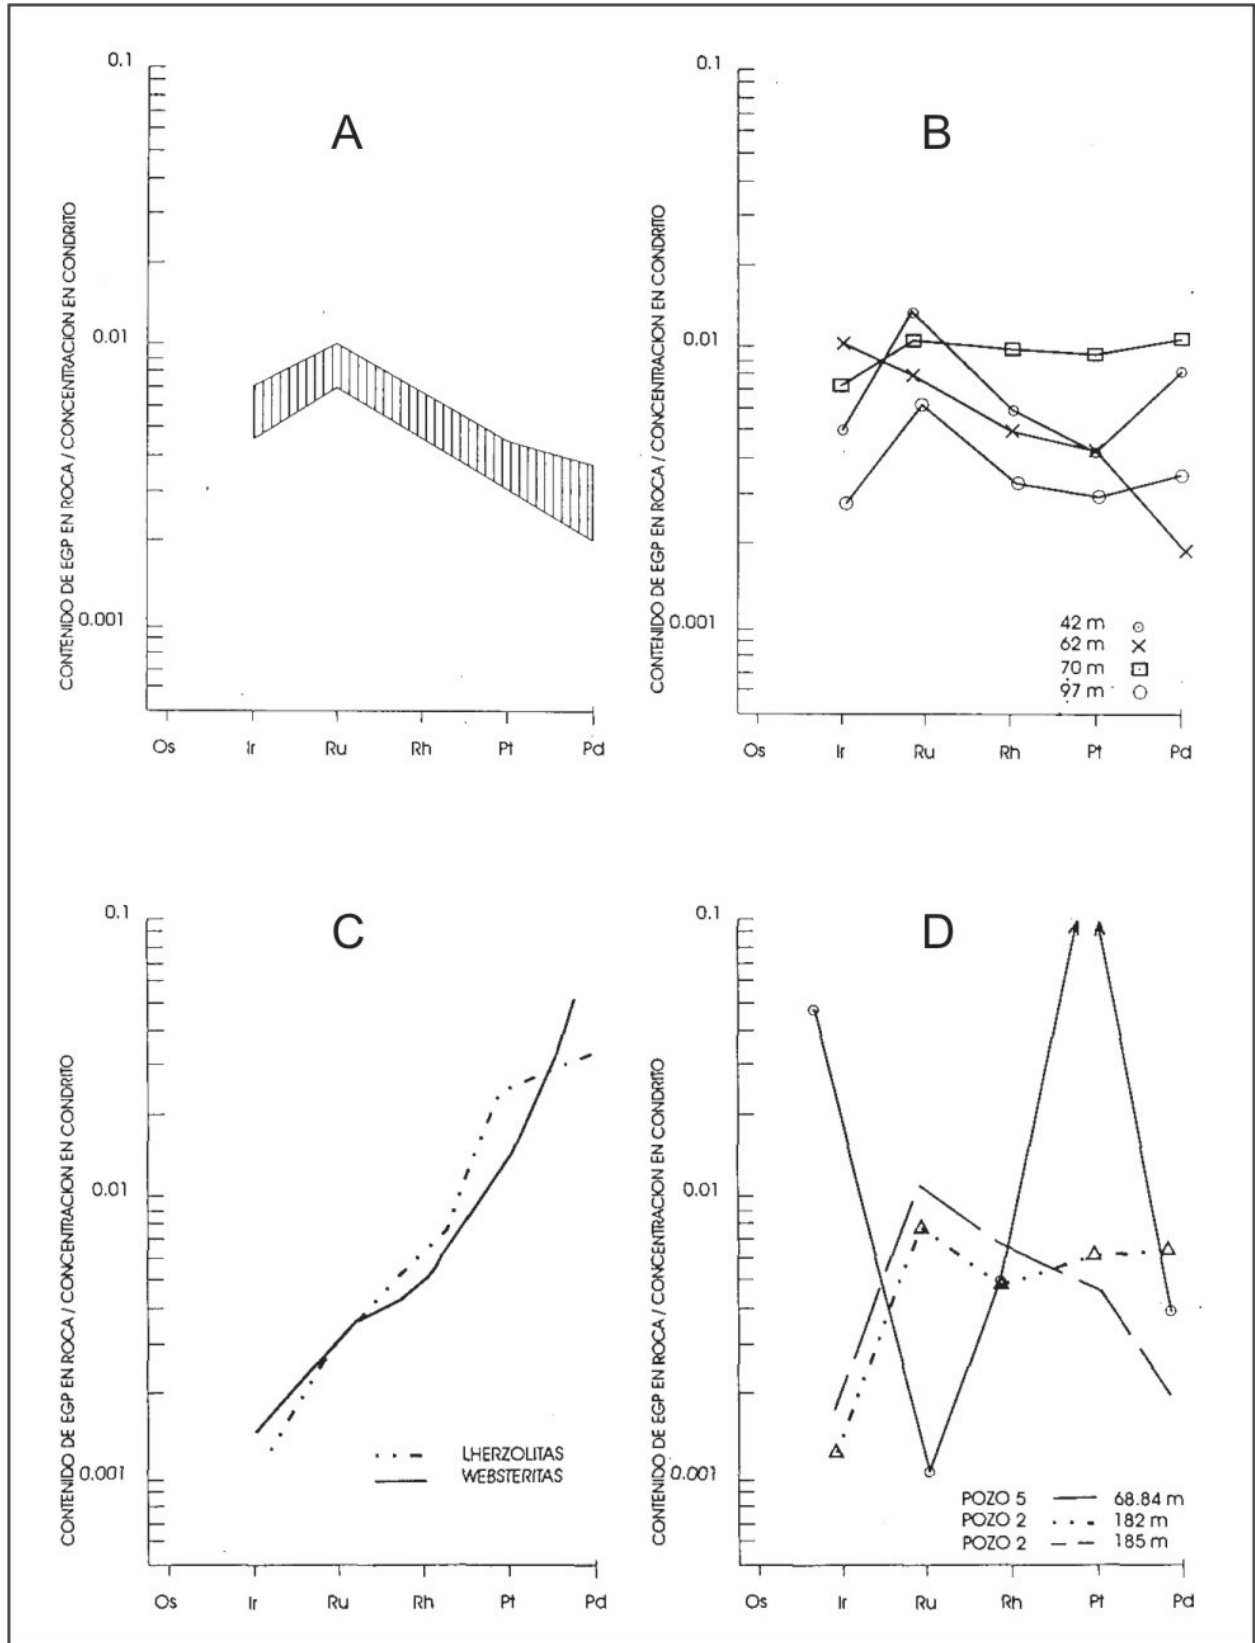 A
CONTENIDO DE EGP EN ROCA / CONCENTRACION EN CONDRITO
0.1
0.01
0.001
Os Ir Ru Rh Pt Pd
B
CONTENIDO DE EGP EN ROCA / CONCENTRACION EN CONDRITO
0.1
0.01
0.001
42 m
62 m
70 m
97 m
Os Ir Ru Rh Pt Pd
C
CONTENIDO DE EGP EN ROCA / CONCENTRACION EN CONDRITO
0.1
0.01
0.001
LHERZOLITAS
WEBSTERITAS
Os Ir Ru Rh Pt Pd
D
CONTENIDO DE EGP EN ROCA / CONCENTRACION EN CONDRITO
0.1
0.01
0.001
POZO 5 68.84 m
POZO 2 182 m
POZO 2 185 m
Os Ir Ru Rh Pt Pd